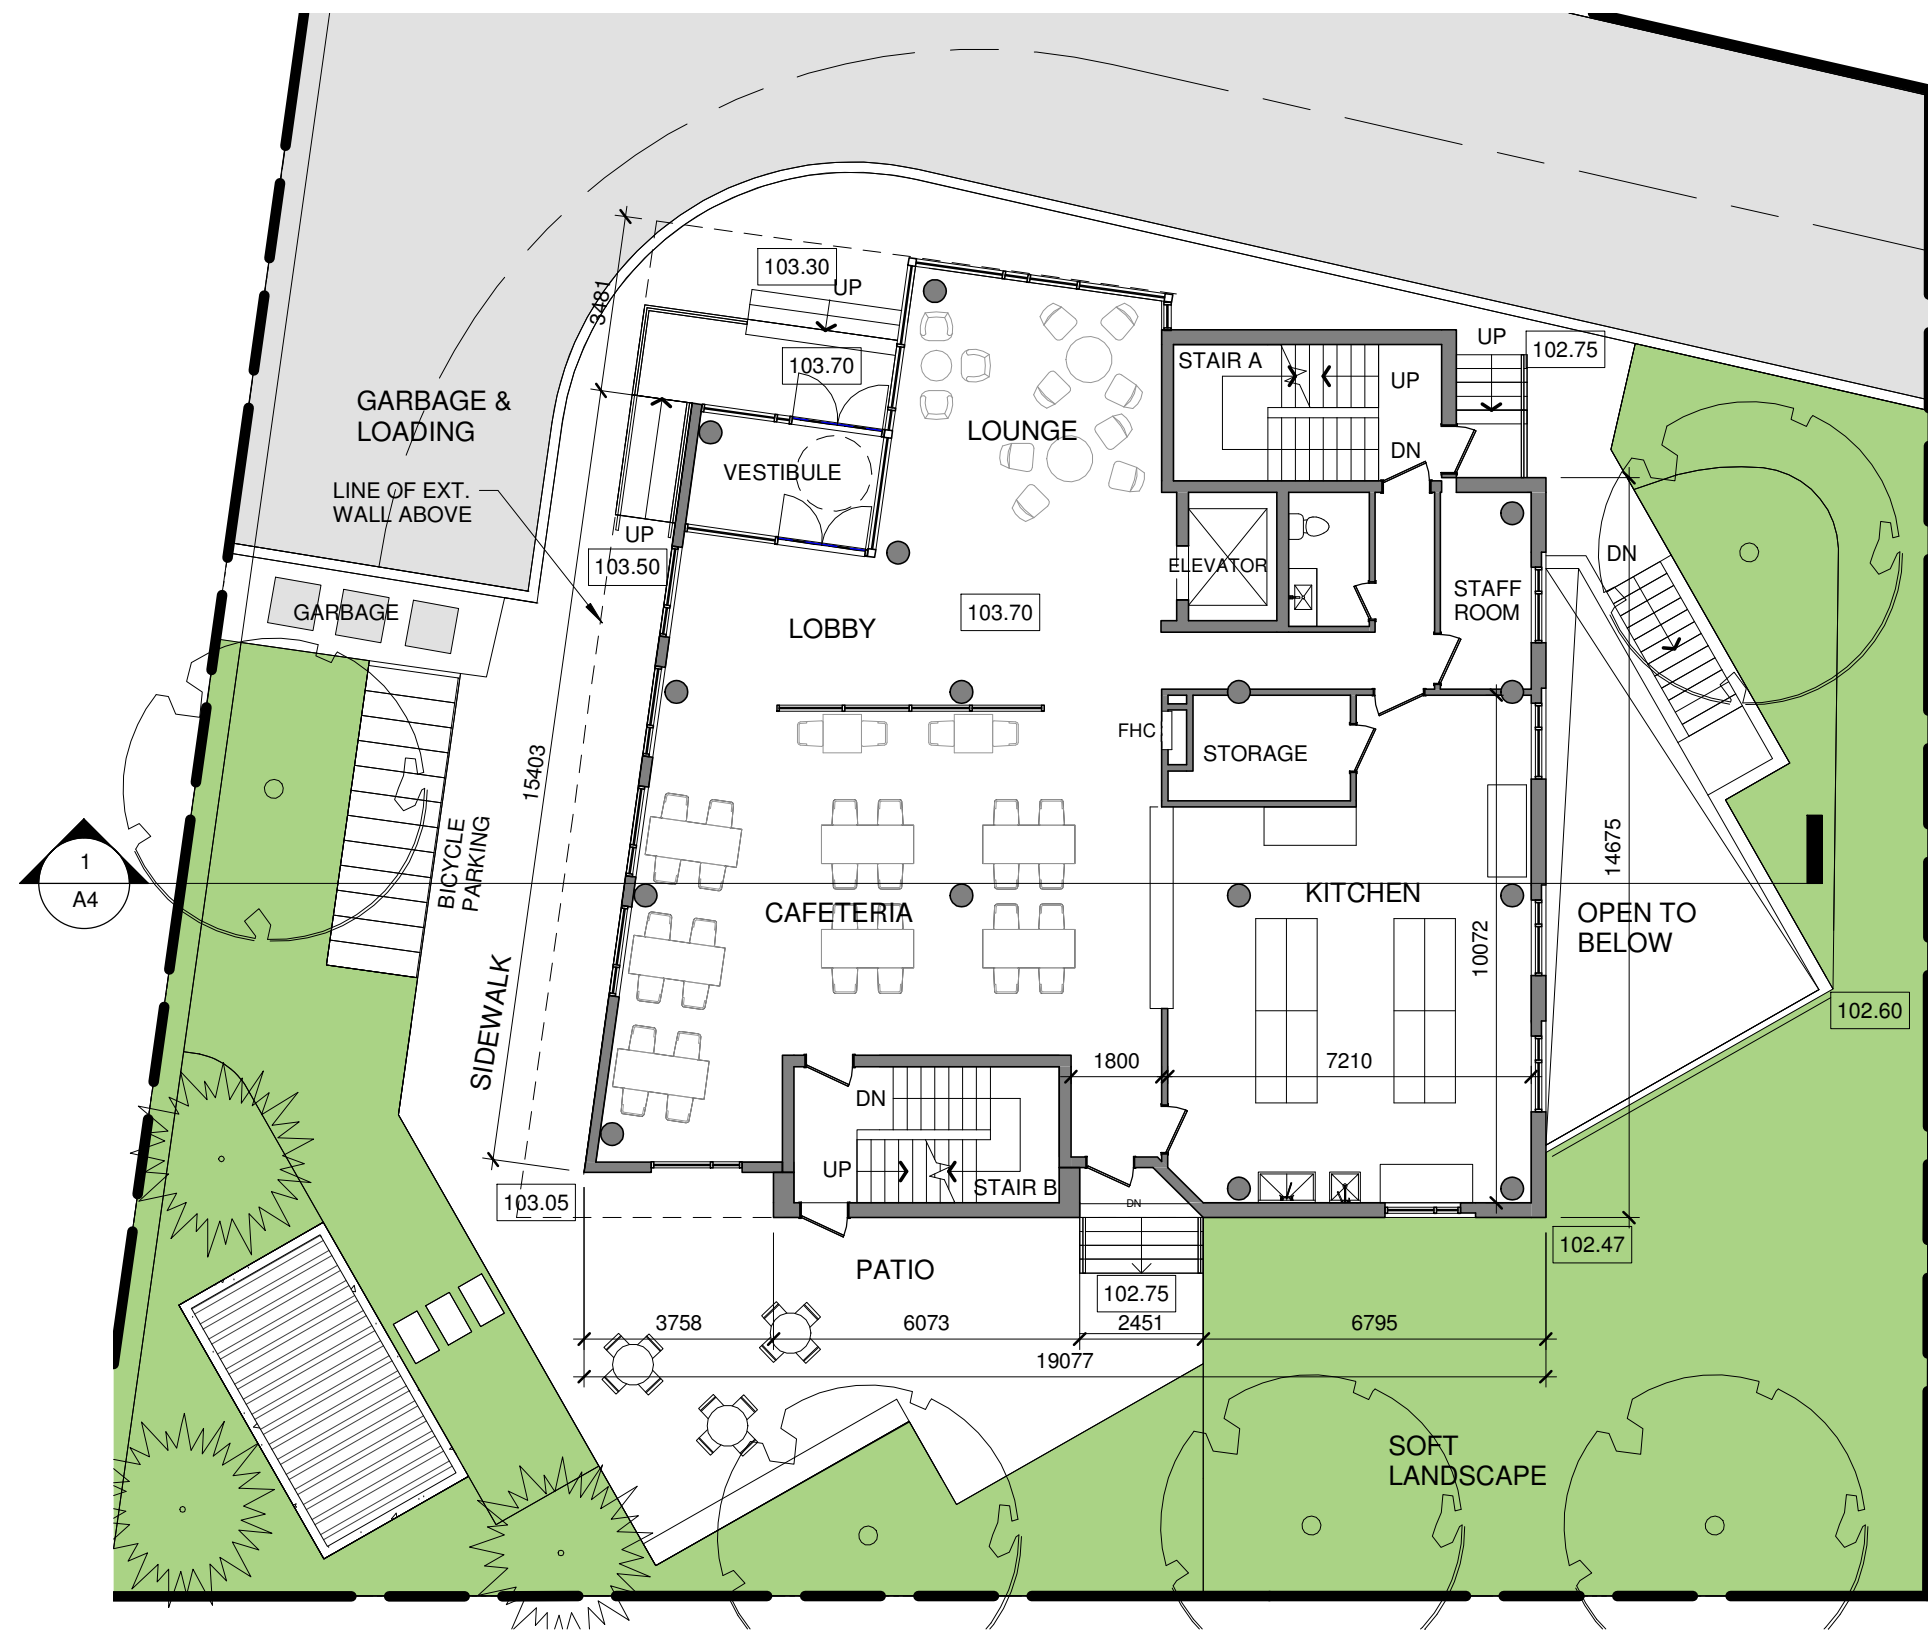 103.30
UP
3481
UP
102.75
103.70
STAIR A
UP
GARBAGE &
LOADING
LOUNGE
DN
VESTIBULE
LINE OF EXT.
WALL ABOVE
UP
103.50
ELEVATOR
DN
STAFF
ROOM
GARBAGE
103.70
LOBBY
FHC
STORAGE
15403
14675
BICYCLE
PARKING
1
A4
CAFETERIA
KITCHEN
OPEN TO
BELOW
10072
SIDEWALK
102.60
1800
7210
DN
UP
STAIR B
103.05
DN
102.47
PATIO
102.75
3758
6073
2451
6795
19077
SOFT
LANDSCAPE